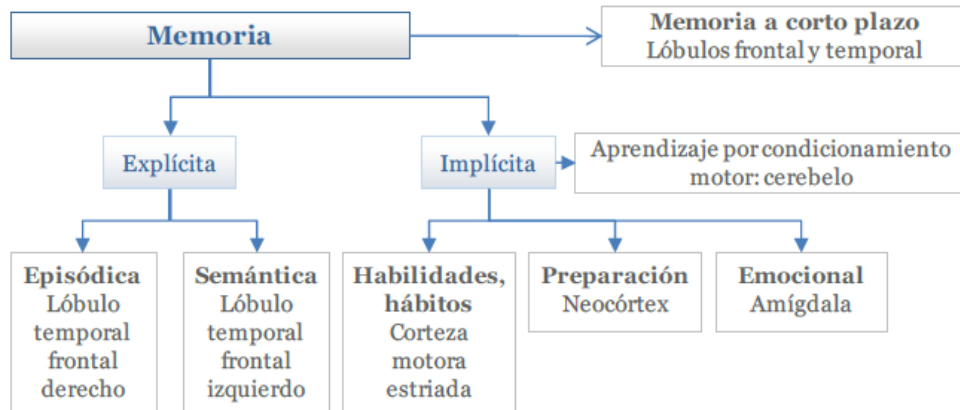 Memoria
Memoria a corto plazo
Lóbulos frontal y temporal
Explícita
Implícita
Aprendizaje por condicionamiento
motor: cerebelo
Episódica
Lóbulo
temporal
frontal
derecho
Semántica
Lóbulo
temporal
frontal
izquierdo
Habilidades,
hábitos
Corteza
motora
estriada
Preparación
Neocórtex
Emocional
Amígdala